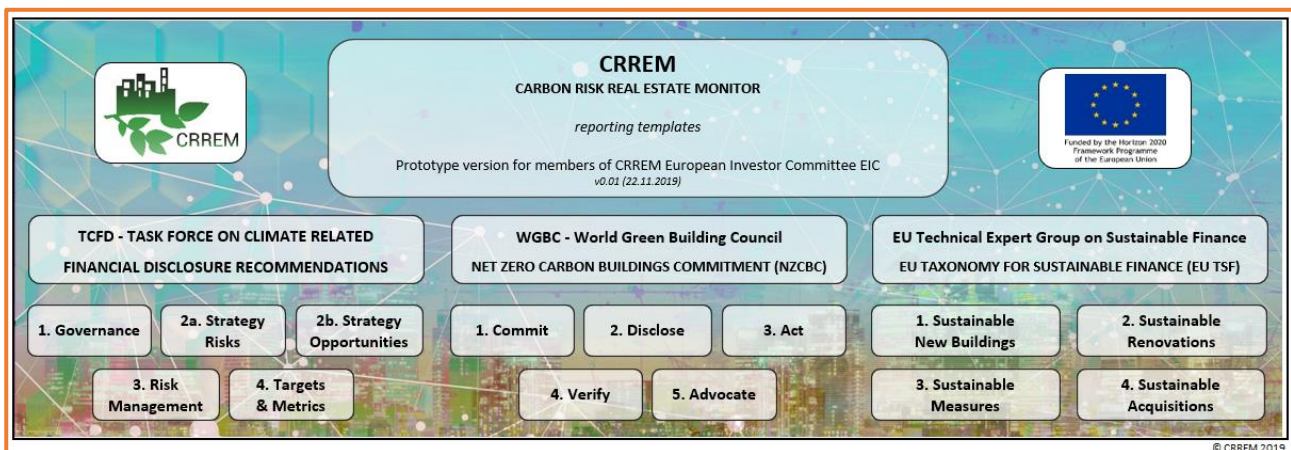 CRREM
CRREM
CARBON RISK REAL ESTATE MONITOR
reporting templates
Prototype version for members of CRREM European Investor Committee EIC
v0.01 (22.11.2019)
Funded by the Horizon 2020
Framework Programme
of the European Union
TCFD - TASK FORCE ON CLIMATE RELATED
FINANCIAL DISCLOSURE RECOMMENDATIONS
1. Governance
2a. Strategy
Risks
2b. Strategy
Opportunities
3. Risk
Management
4. Targets
& Metrics
WGBC - World Green Building Council
NET ZERO CARBON BUILDINGS COMMITMENT (NZCBC)
1. Commit
2. Disclose
3. Act
4. Verify
5. Advocate
EU Technical Expert Group on Sustainable Finance
EU TAXONOMY FOR SUSTAINABLE FINANCE (EU TSF)
1. Sustainable
New Buildings
2. Sustainable
Renovations
3. Sustainable
Measures
4. Sustainable
Acquisitions
© CRREM 2019